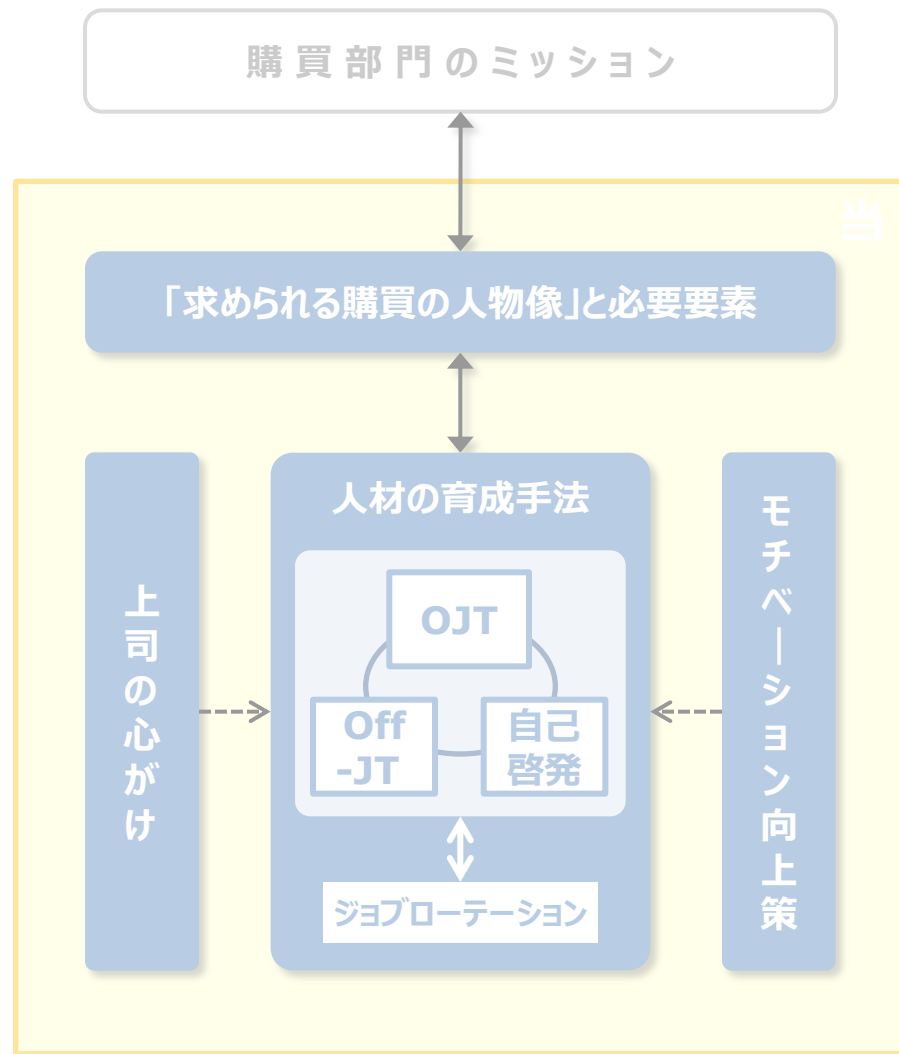 購買部門のミッション
当
「求められる購買の人物像」と必要要素
人材の育成手法
上司の心がけ
OJT
Off
-JT
自己
啓発
ジョブローテーション
モチベーション向上策